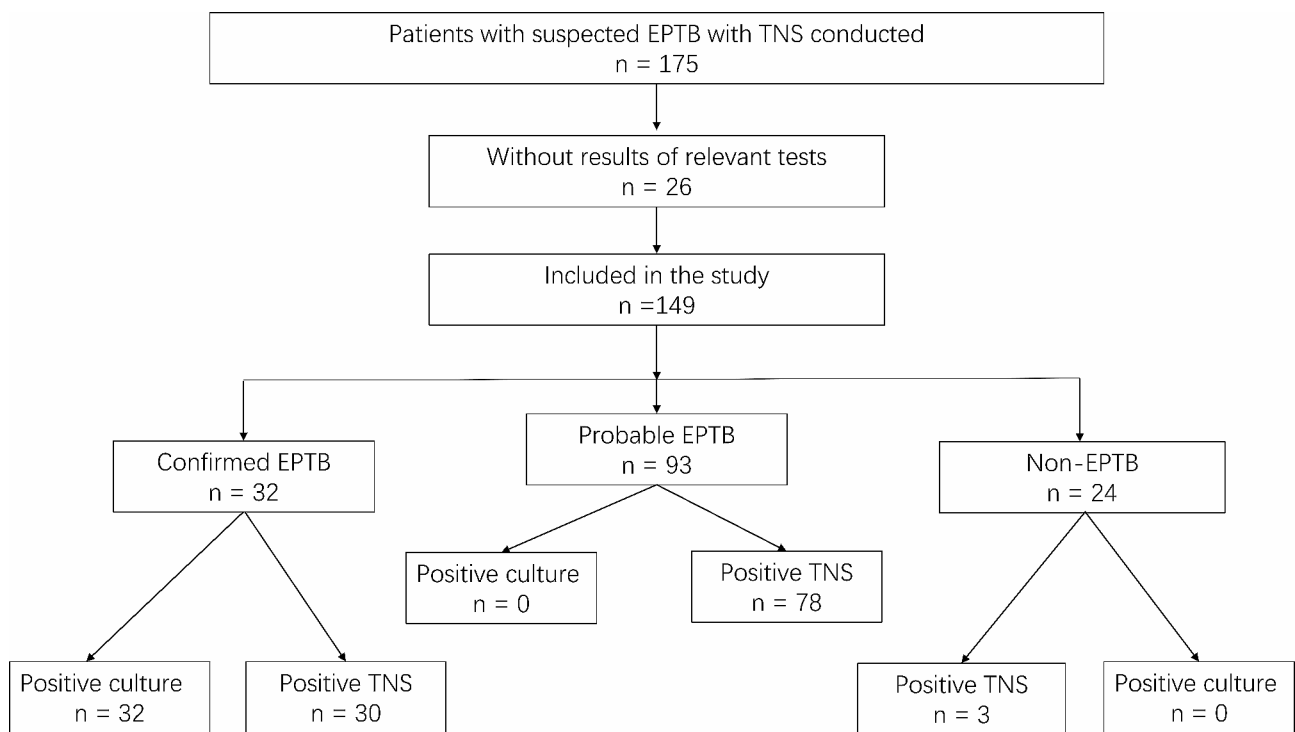 Patients with suspected EPTB with TNS conducted
n = 175
Without results of relevant tests
n = 26
Included in the study
n =149
Confirmed EPTB
n = 32
Probable EPTB
n = 93
Non-EPTB
n = 24
Positive culture
n = 0
Positive TNS
n = 78
Positive culture
n = 32
Positive TNS
n = 30
Positive TNS
n = 3
Positive culture
n = 0